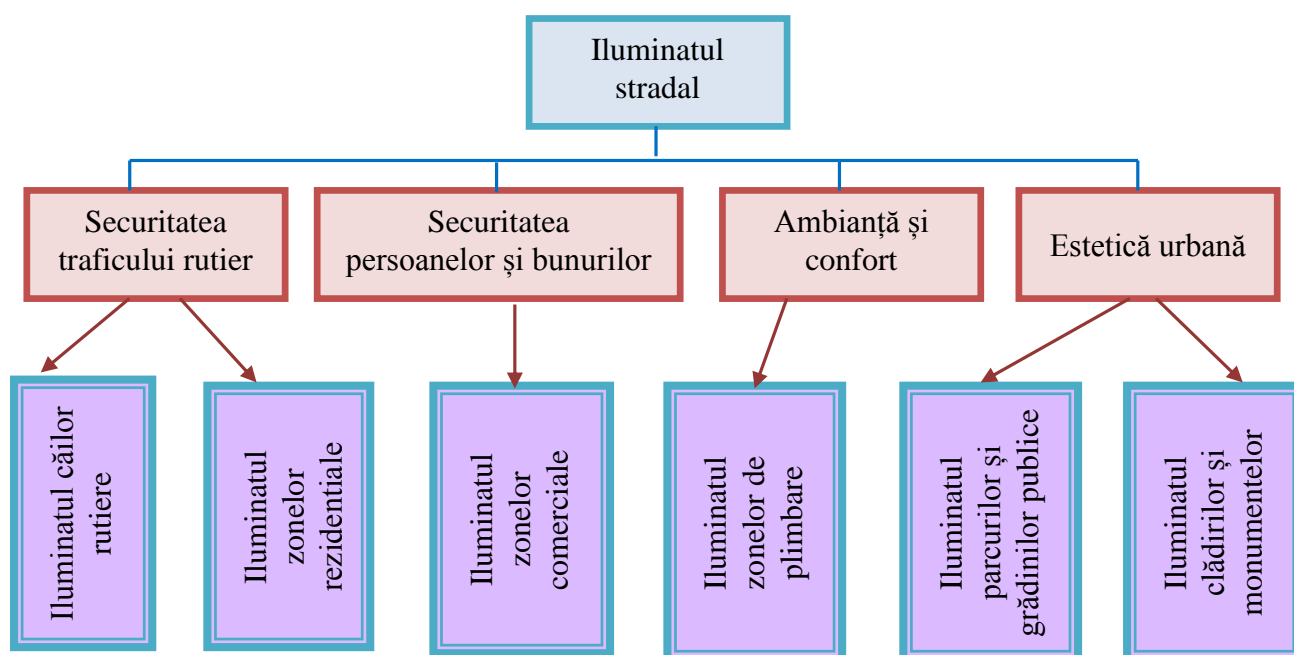 Iluminatul
stradal
Securitatea
traficului rutier
Securitatea
persoanelor și bunurilor
Ambianță și
confort
Estetică urbană
Iluminatul căilor
rutiere
Iluminatul
zonelor
rezidentiale
Iluminatul
zonelor
comerciale
Iluminatul
zonelor de
plimbare
Iluminatul
parcurilor și
grădinilor publice
Iluminatul
clădirilor și
monumentelor